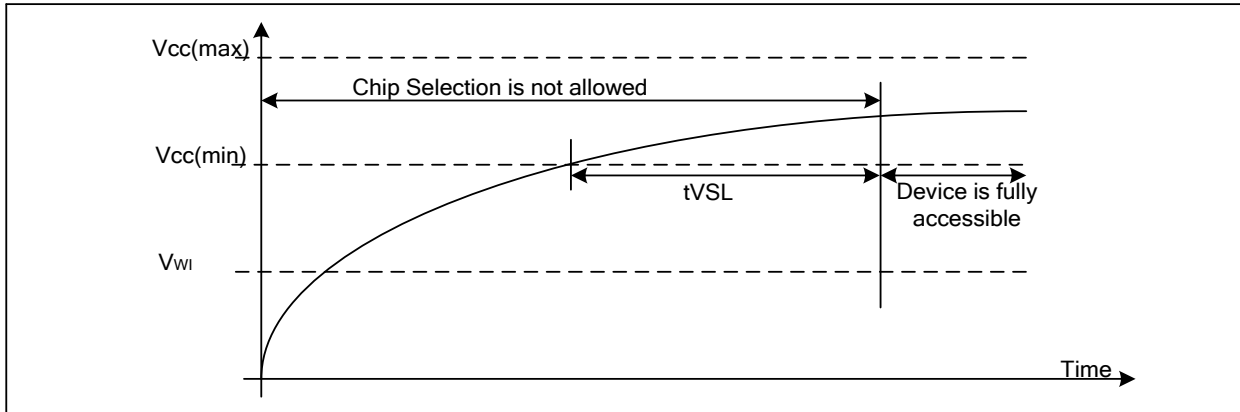 Vcc(max)
Chip Selection is not allowed
Vcc(min)
tVSL
Device is fully
accessible
VWI
Time